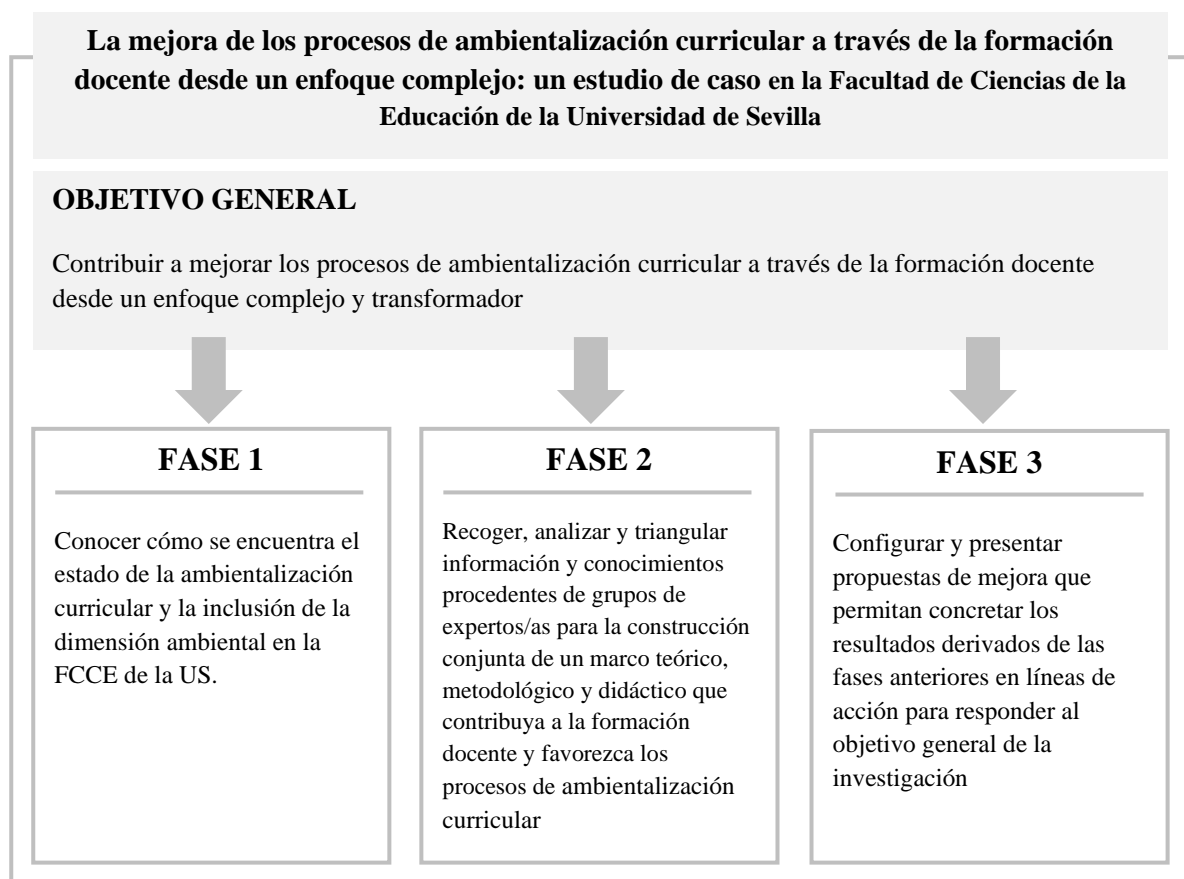 La mejora de los procesos de ambientalización curricular a través de la formación
docente desde un enfoque complejo: un estudio de caso en la Facultad de Ciencias de la
Educación de la Universidad de Sevilla
OBJETIVO GENERAL
Contribuir a mejorar los procesos de ambientalización curricular a través de la formación docente
desde un enfoque complejo y transformador
FASE 1
Conocer cómo se encuentra el
estado de la ambientalización
curricular y la inclusión de la
dimensión ambiental en la
FCCE de la US.
FASE 2
Recoger, analizar y triangular
información y conocimientos
procedentes de grupos de
expertos/as para la construcción
conjunta de un marco teórico,
metodológico y didáctico que
contribuya a la formación
docente y favorezca los
procesos de ambientalización
curricular
FASE 3
Configurar y presentar
propuestas de mejora que
permitan concretar los
resultados derivados de las
fases anteriores en líneas de
acción para responder al
objetivo general de la
investigación